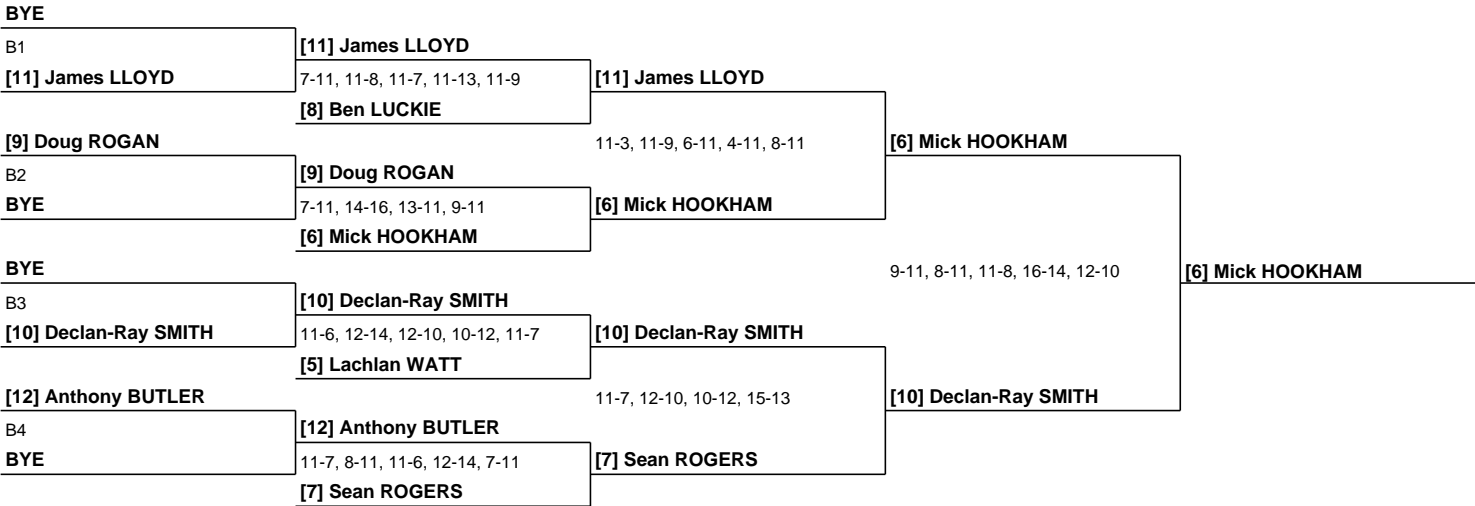 BYE
B1
[11] James LLOYD
[11] James LLOYD
7-11, 11-8, 11-7, 11-13, 11-9
[11] James LLOYD
[8] Ben LUCKIE
[9] Doug ROGAN
11-3, 11-9, 6-11, 4-11, 8-11
[6] Mick HOOKHAM
B2
[9] Doug ROGAN
BYE
7-11, 14-16, 13-11, 9-11
[6] Mick HOOKHAM
[6] Mick HOOKHAM
BYE
9-11, 8-11, 11-8, 16-14, 12-10
[6] Mick HOOKHAM
B3
[10] Declan-Ray SMITH
[10] Declan-Ray SMITH
11-6, 12-14, 12-10, 10-12, 11-7
[10] Declan-Ray SMITH
[5] Lachlan WATT
[12] Anthony BUTLER
11-7, 12-10, 10-12, 15-13
[10] Declan-Ray SMITH
B4
[12] Anthony BUTLER
BYE
11-7, 8-11, 11-6, 12-14, 7-11
[7] Sean ROGERS
[7] Sean ROGERS